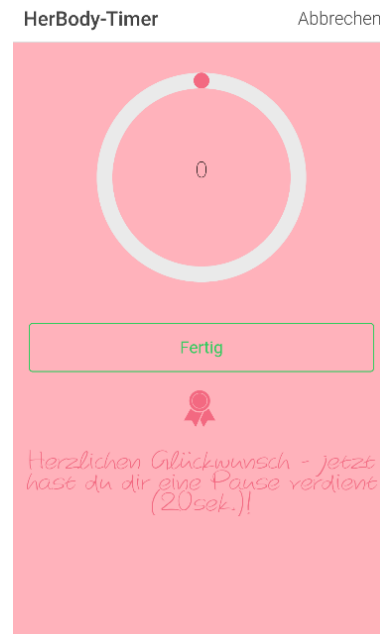 HerBody-Timer Abbrechen
0
Fertig
Herzlichen Glückwunsch - jetzt
hast du dir eine Pause verdient
(20sek.)!